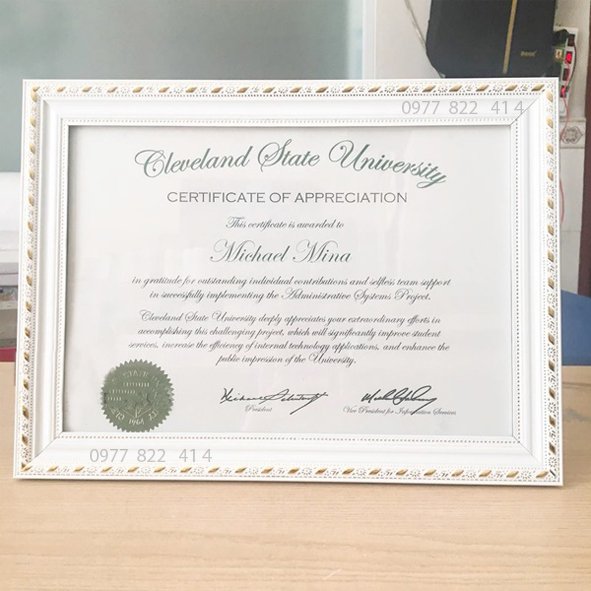 0977 822 414
Cleveland State University
CERTIFICATE OF APPRECIATION
This certificate is awarded to
Michael Mina
in gratitude for outstanding individual contributions and selfless team support
in successfully implementing the Administrative Systems Project.
Cleveland State University deeply appreciates your extraordinary efforts in
accomplishing this challenging project, which will significantly improve student
services, increase the efficiency of internal technology applications, and enhance the
public impression of the University.
1964
President
Vice President for Information Services
0977 822 414